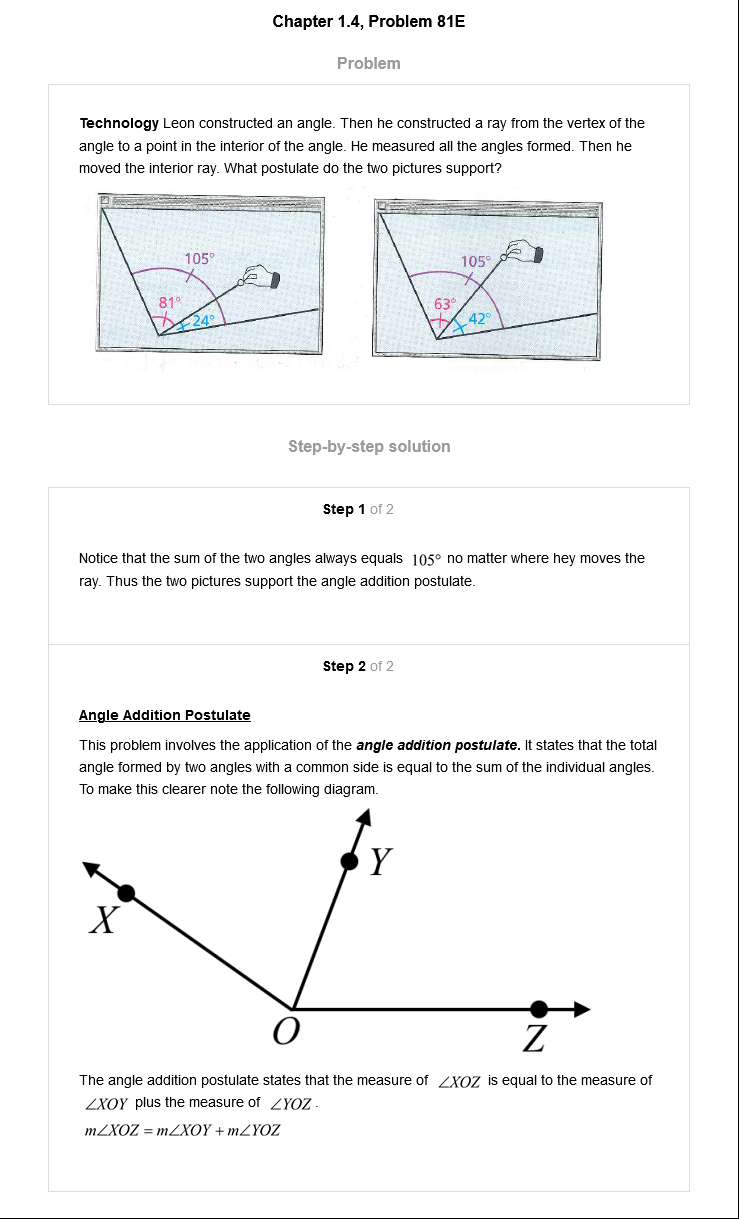 Chapter 1.4, Problem 81E
Problem
Technology Leon constructed an angle. Then he constructed a ray from the vertex of the
angle to a point in the interior of the angle. He measured all the angles formed. Then he
moved the interior ray. What postulate do the two pictures support?
105°
81°
24°
105°
63°
42°
Step-by-step solution
Step 1 of 2
Notice that the sum of the two angles always equals 105° no matter where hey moves the
ray. Thus the two pictures support the angle addition postulate.
Step 2 of 2
Angle Addition Postulate
This problem involves the application of the angle addition postulate. It states that the total
angle formed by two angles with a common side is equal to the sum of the individual angles.
To make this clearer note the following diagram.
Y
X
O
Z
The angle addition postulate states that the measure of ∠XOZ is equal to the measure of
∠XOY plus the measure of ∠YOZ.
m∠XOZ = m∠XOY + m∠YOZ